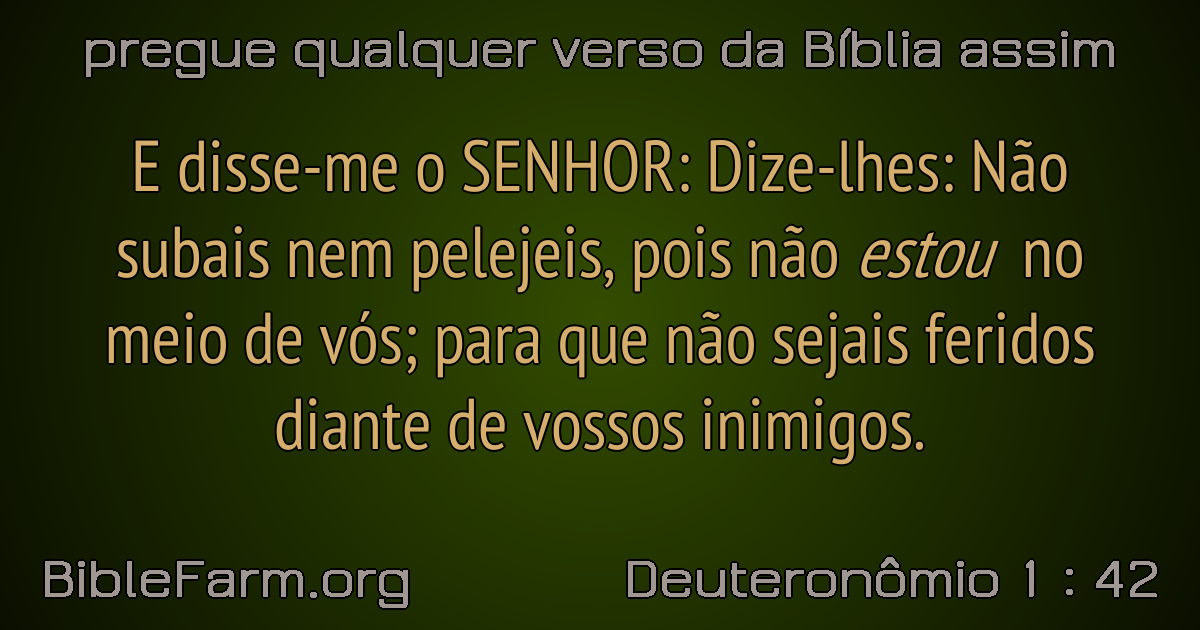 pregue qualquer verso da Bíblia assim
E disse-me o SENHOR: Dize-lhes: Não
subais nem pelejeis, pois não estou no
meio de vós; para que não sejais feridos
diante de vossos inimigos.
BibleFarm.org
Deuteronômio 1 : 42